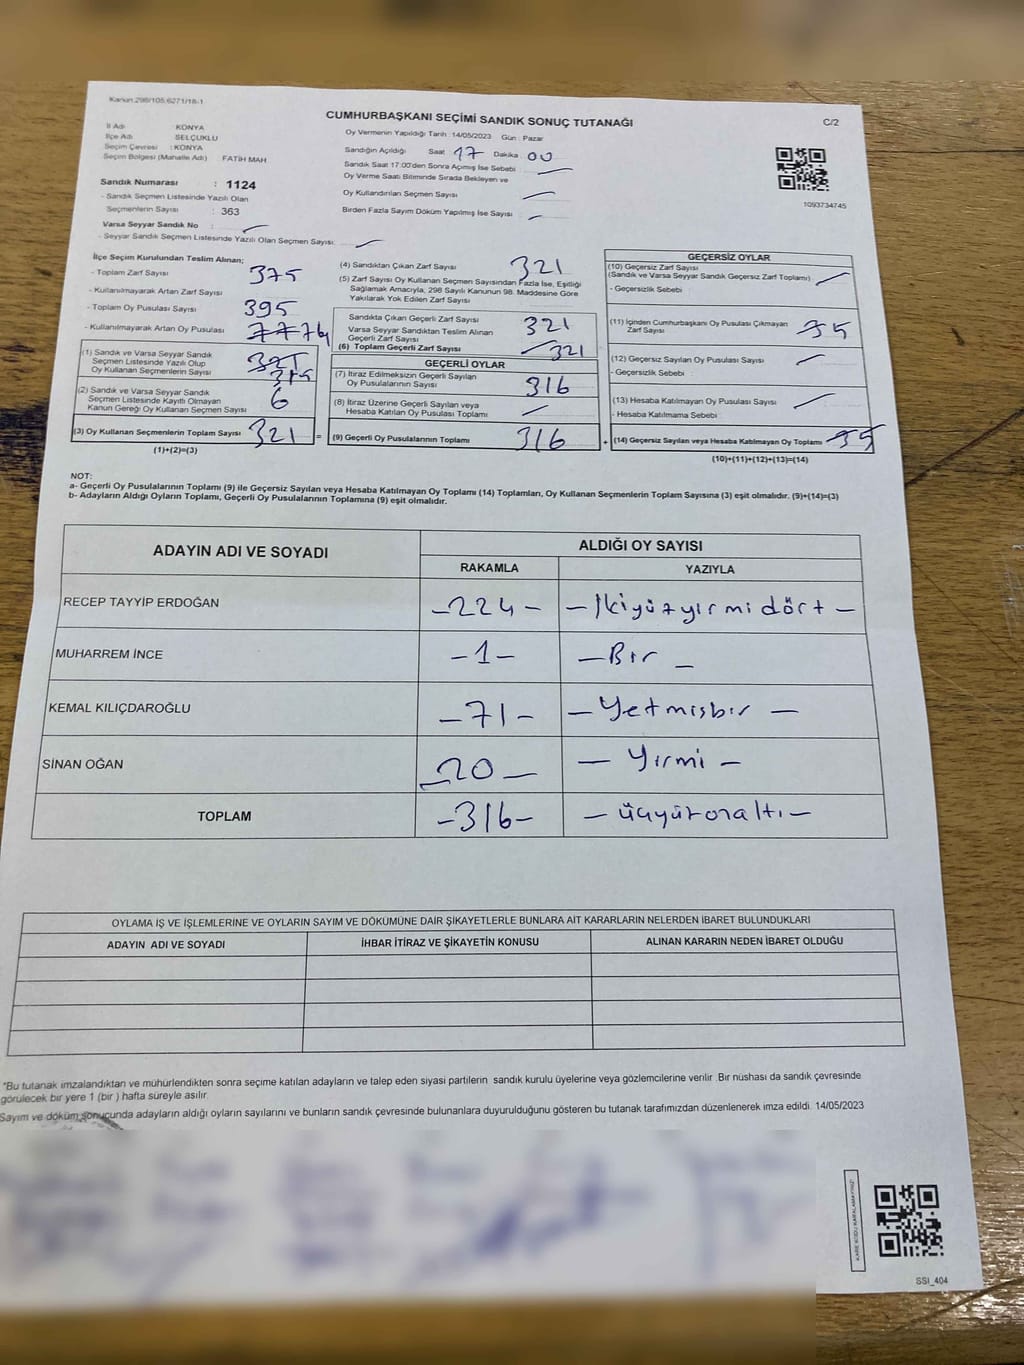 Kanun:298/105,6271/18-1
CUMHURBAŞKANI SEÇİMİ SANDIK SONUÇ TUTANAĞI
C/2
İl Adı : KONYA
İlçe Adı : SELÇUKLU
Seçim Çevresi : KONYA
Seçim Bölgesi (Mahalle Adı) FATİH MAH
Sandık Numarası : 1124
- Sandık Seçmen Listesinde Yazılı Olan
Seçmenlerin Sayısı : 363
Varsa Seyyar Sandık No :
- Seyyar Sandık Seçmen Listesinde Yazılı Olan Seçmen Sayısı:
Oy Vermenin Yapıldığı Tarih :14/05/2023 Gün : Pazar
Sandığın Açıldığı Saat 17 Dakika 00
Sandık Saat 17:00'den Sonra Açımış İse Sebebi
Oy Verme Saati Bitiminde Sırada Bekleyen ve
Oy Kullandırılan Seçmen Sayısı :
Birden Fazla Sayım Döküm Yapılmış İse Sayısı :
1093734745
İlçe Seçim Kurulundan Teslim Alınan;
- Toplam Zarf Sayısı 375
- Kullanılmayarak Artan Zarf Sayısı
- Toplam Oy Pusulası Sayısı 395
- Kullanılmayarak Artan Oy Pusulası 74
(1) Sandık ve Varsa Seyyar Sandık
Seçmen Listesinde Yazılı Olup
Oy Kullanan Seçmenlerin Sayısı 321 315
(2) Sandık ve Varsa Seyyar Sandık
Seçmen Listesinde Kayıtlı Olmayan
Kanun Gereği Oy Kullanan Seçmen Sayısı 6
(3) Oy Kullanan Seçmenlerin Toplam Sayısı 321 =
(1)+(2)=(3)
(4) Sandıktan Çıkan Zarf Sayısı 321
(5) Zarf Sayısı Oy Kullanan Seçmen Sayısından Fazla İse, Eşitliği
Sağlamak Amacıyla, 298 Sayılı Kanunun 98. Maddesine Göre
Yakılarak Yok Edilen Zarf Sayısı
Sandıkta Çıkan Geçerli Zarf Sayısı 321
Varsa Seyyar Sandıktan Teslim Alınan
Geçerli Zarf Sayısı
(6) Toplam Geçerli Zarf Sayısı 321
GEÇERLİ OYLAR
(7) İtiraz Edilmeksizin Geçerli Sayılan
Oy Pusulalarının Sayısı 316
(8) İtiraz Üzerine Geçerli Sayılan veya
Hesaba Katılan Oy Pusulası Toplamı
(9) Geçerli Oy Pusulalarının Toplamı 316 +
GEÇERSİZ OYLAR
(10) Geçersiz Zarf Sayısı
(Sandık ve Varsa Seyyar Sandık Geçersiz Zarf Toplamı)
- Geçersizlik Sebebi :
(11) İçinden Cumhurbaşkanı Oy Pusulası Çıkmayan
Zarf Sayısı 5
(12) Geçersiz Sayılan Oy Pusulası Sayısı
- Geçersizlik Sebebi :
(13) Hesaba Katılmayan Oy Pusulası Sayısı
- Hesaba Katılmama Sebebi :
(14) Geçersiz Sayılan veya Hesaba Katılmayan Oy Toplamı 5
(10)+(11)+(12)+(13)=(14)
NOT:
a- Geçerli Oy Pusulalarının Toplamı (9) ile Geçersiz Sayılan veya Hesaba Katılmayan Oy Toplamı (14) Toplamları, Oy Kullanan Seçmenlerin Toplam Sayısına (3) eşit olmalıdır. (9)+(14)=(3)
b- Adayların Aldığı Oyların Toplamı, Geçerli Oy Pusulalarının Toplamına (9) eşit olmalıdır.
ADAYIN ADI VE SOYADI
ALDIĞI OY SAYISI
RAKAMLA YAZIYLA
RECEP TAYYİP ERDOĞAN -224- -İkiyüzyirmidört-
MUHARREM İNCE -1- -Bir-
KEMAL KILIÇDAROĞLU -71- -Yetmişbir-
SİNAN OĞAN -20- -Yirmi-
TOPLAM -316- -üçyüzonaltı-
OYLAMA İŞ VE İŞLEMLERİNE VE OYLARIN SAYIM VE DÖKÜMÜNE DAİR ŞİKAYETLERLE BUNLARA AİT KARARLARIN NELERDEN İBARET BULUNDUKLARI
ADAYIN ADI VE SOYADI İHBAR İTİRAZ VE ŞİKAYETİN KONUSU ALINAN KARARIN NEDEN İBARET OLDUĞU
"Bu tutanak imzalandıktan ve mühürlendikten sonra seçime katılan adayların ve talep eden siyasi partilerin sandık kurulu üyelerine veya gözlemcilerine verilir .Bir nüshası da sandık çevresinde
görülecek bir yere 1 (bir ) hafta süreyle asılır.
Sayım ve döküm sonucunda adayların aldığı oyların sayılarını ve bunların sandık çevresinde bulunanlara duyurulduğunu gösteren bu tutanak tarafımızdan düzenlenerek imza edildi. 14/05/2023
KARE KODU KARALAMAYINIZ!
SSI_404